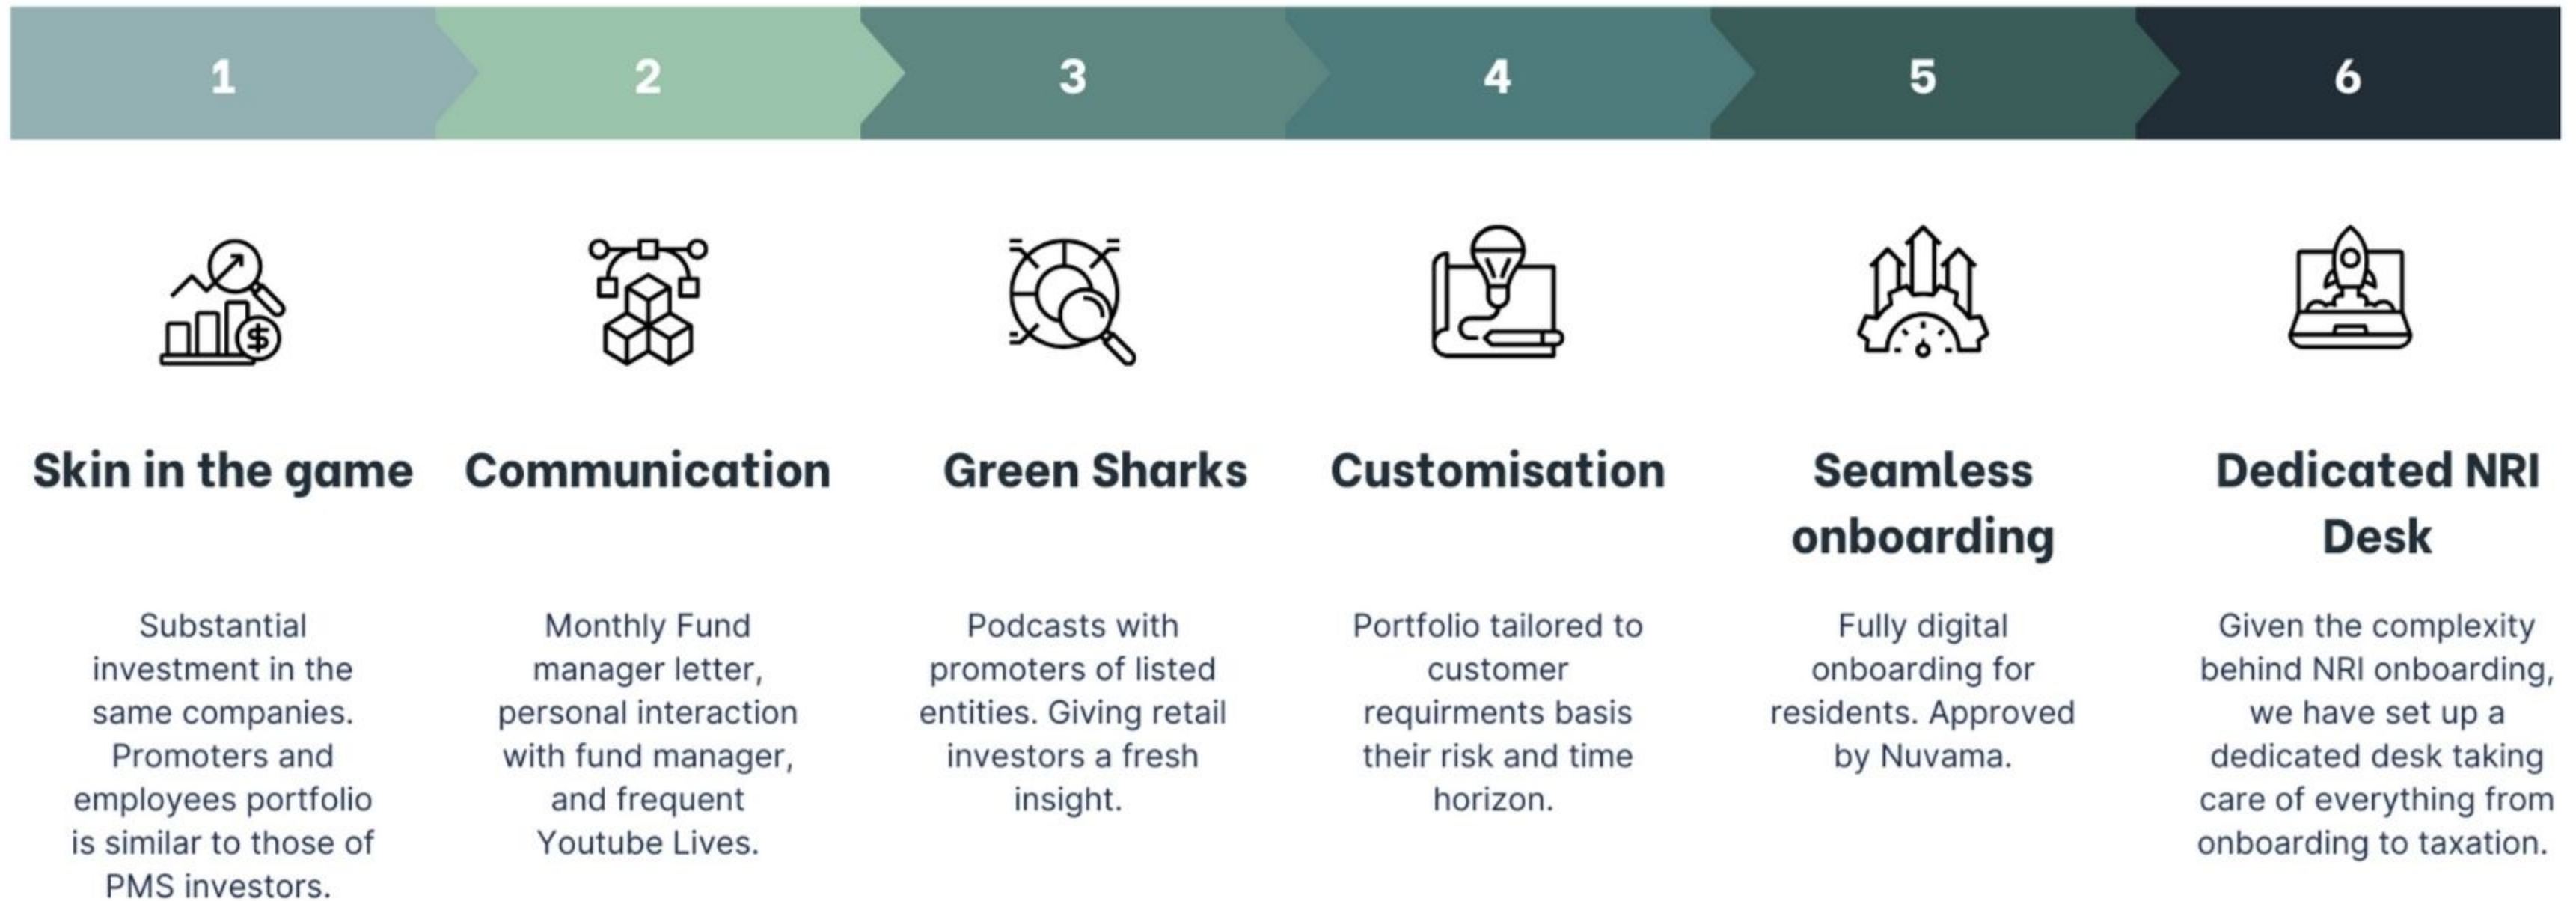 1
2
3
4
5
6
Skin in the game
Substantial
investment in the
same companies.
Promoters and
employees portfolio
is similar to those of
PMS investors.
Communication
Monthly Fund
manager letter,
personal interaction
with fund manager,
and frequent
Youtube Lives.
Green Sharks
Podcasts with
promoters of listed
entities. Giving retail
investors a fresh
insight.
Customisation
Portfolio tailored to
customer
requirments basis
their risk and time
horizon.
Seamless
onboarding
Fully digital
onboarding for
residents. Approved
by Nuvama.
Dedicated NRI
Desk
Given the complexity
behind NRI onboarding,
we have set up a
dedicated desk taking
care of everything from
onboarding to taxation.